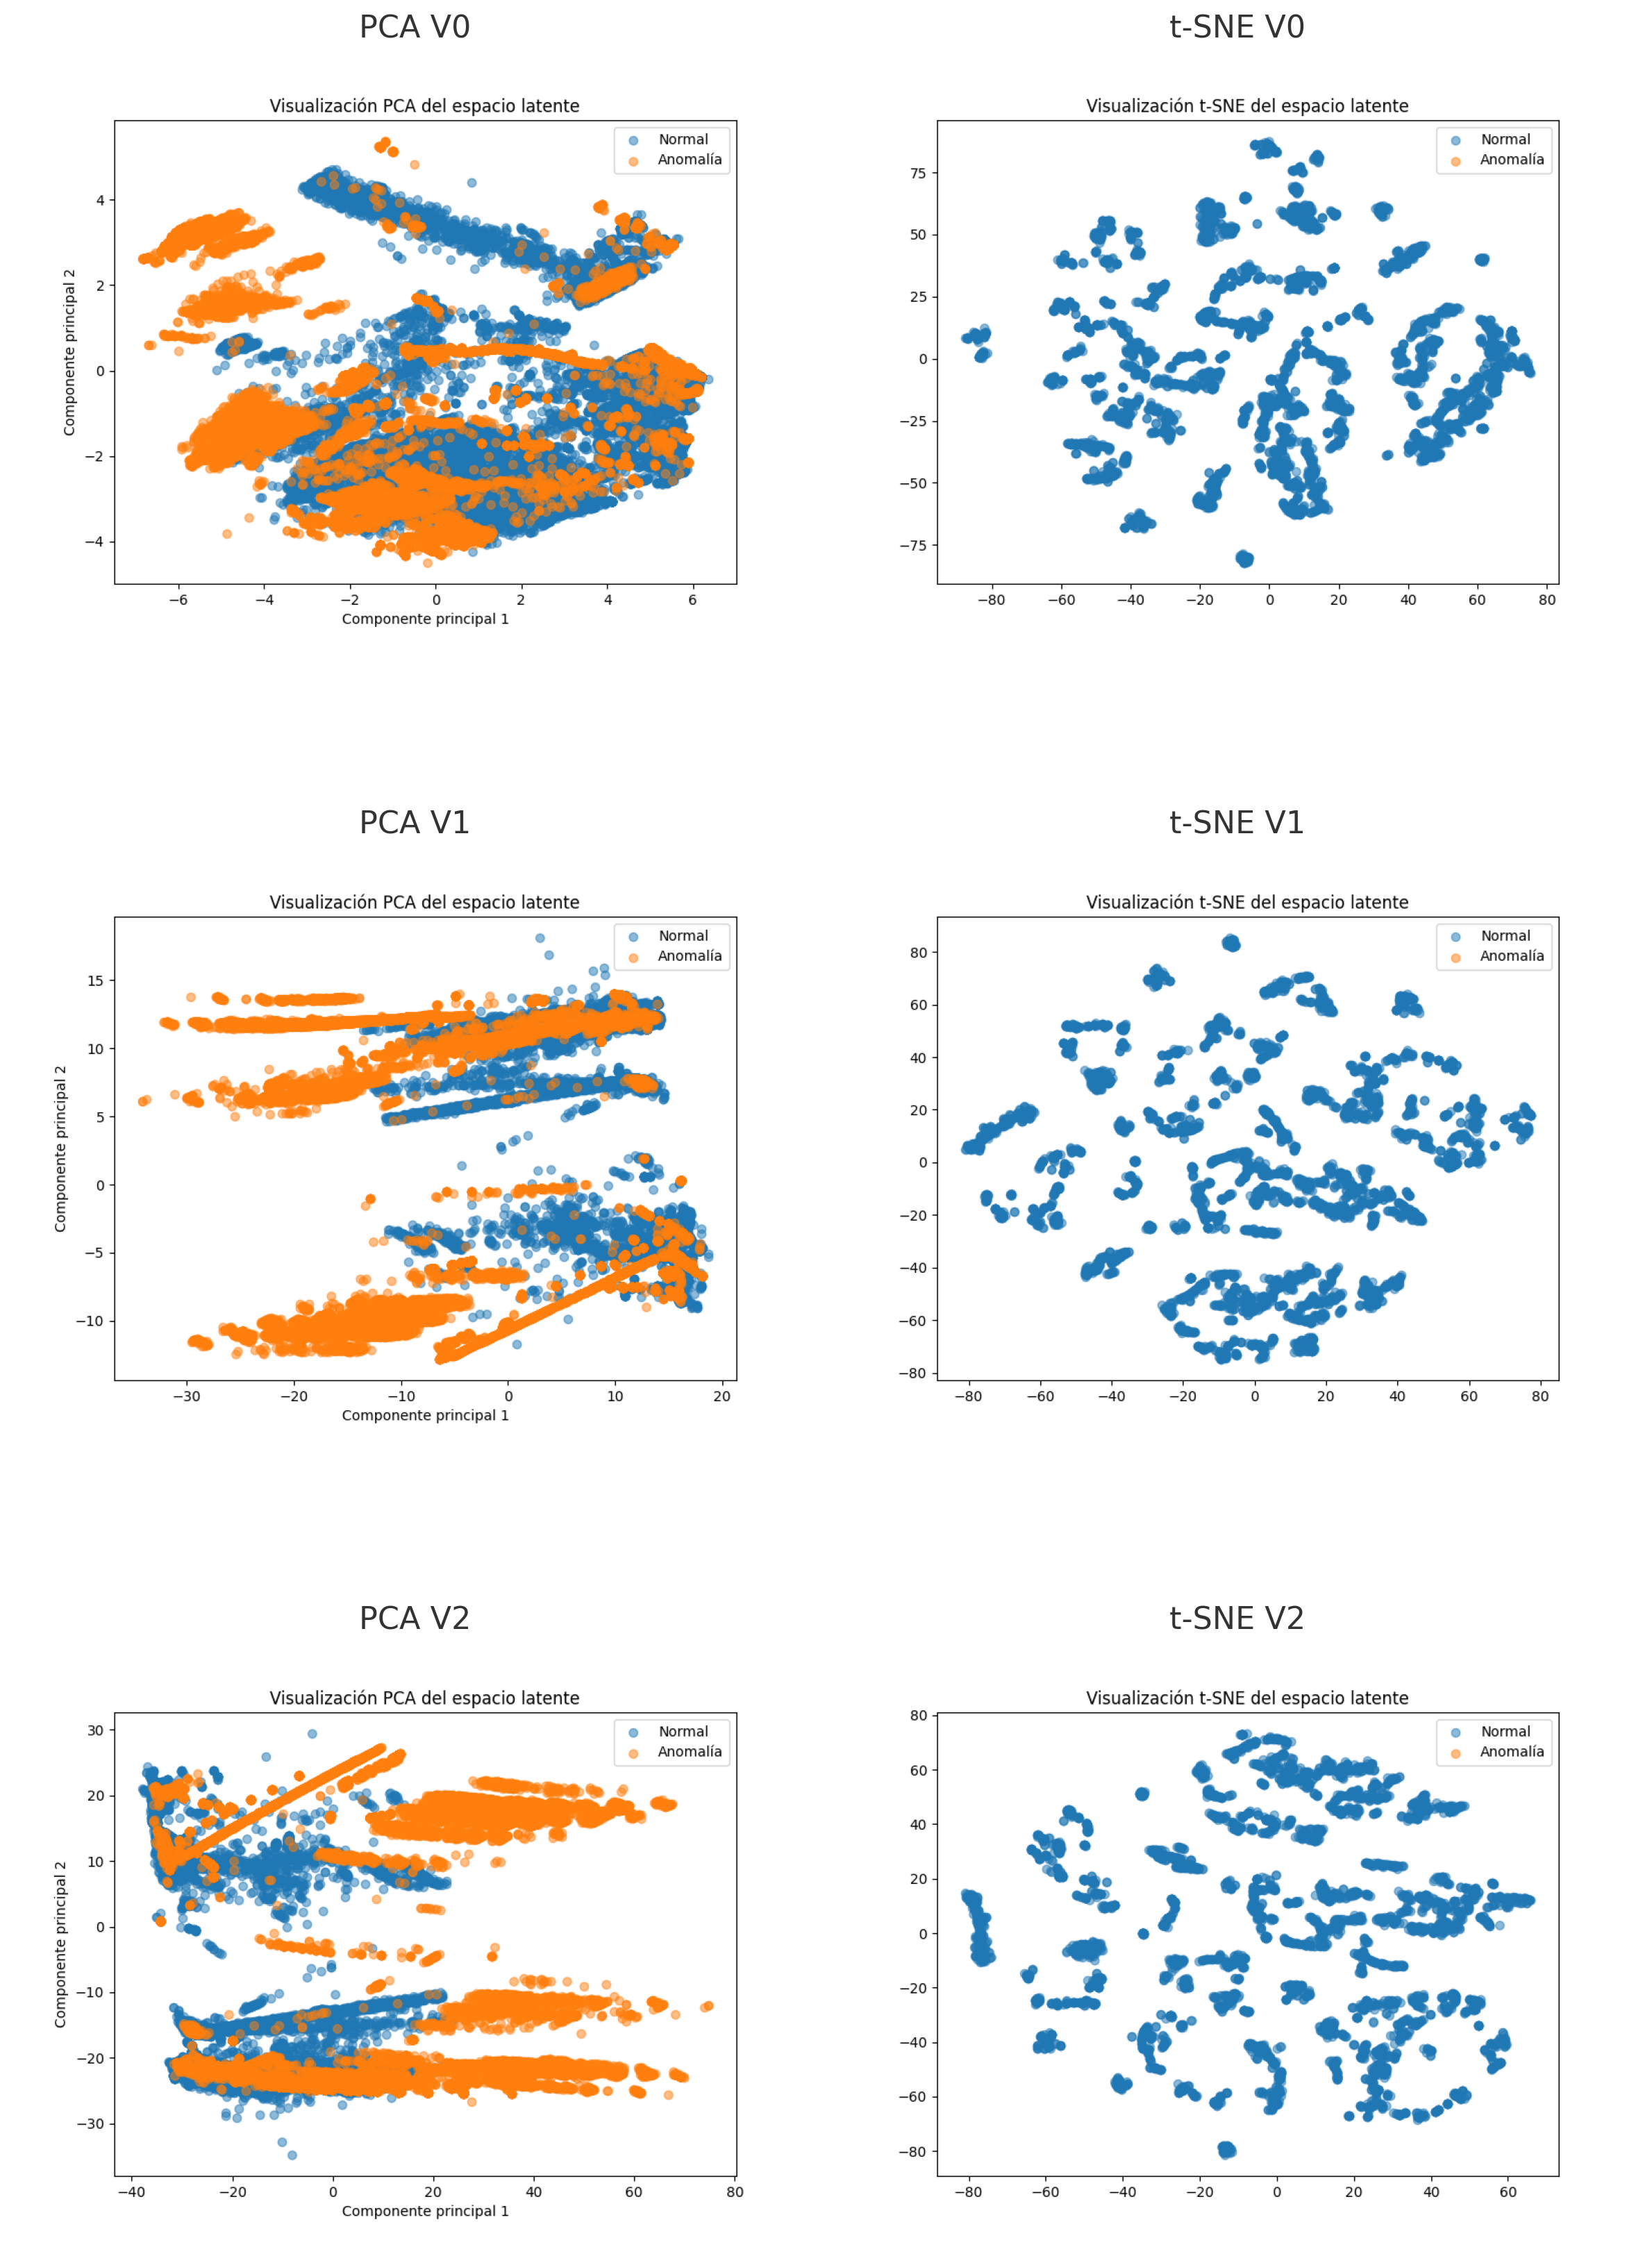 PCA V0
t-SNE V0
Visualización PCA del espacio latente
Normal
Anomalía
4
2
0
−2
−4
Componente principal 2
−6
−4
−2
0
2
4
6
Componente principal 1
Visualización t-SNE del espacio latente
Normal
Anomalía
75
50
25
0
−25
−50
−75
−80
−60
−40
−20
0
20
40
60
80
PCA V1
t-SNE V1
Visualización PCA del espacio latente
Normal
Anomalía
15
10
5
0
−5
−10
Componente principal 2
−30
−20
−10
0
10
20
Componente principal 1
Visualización t-SNE del espacio latente
Normal
Anomalía
80
60
40
20
0
−20
−40
−60
−80
−80
−60
−40
−20
0
20
40
60
80
PCA V2
t-SNE V2
Visualización PCA del espacio latente
Normal
Anomalía
30
20
10
0
−10
−20
−30
Componente principal 2
−40
−20
0
20
40
60
80
Componente principal 1
Visualización t-SNE del espacio latente
Normal
Anomalía
80
60
40
20
0
−20
−40
−60
−80
−80
−60
−40
−20
0
20
40
60